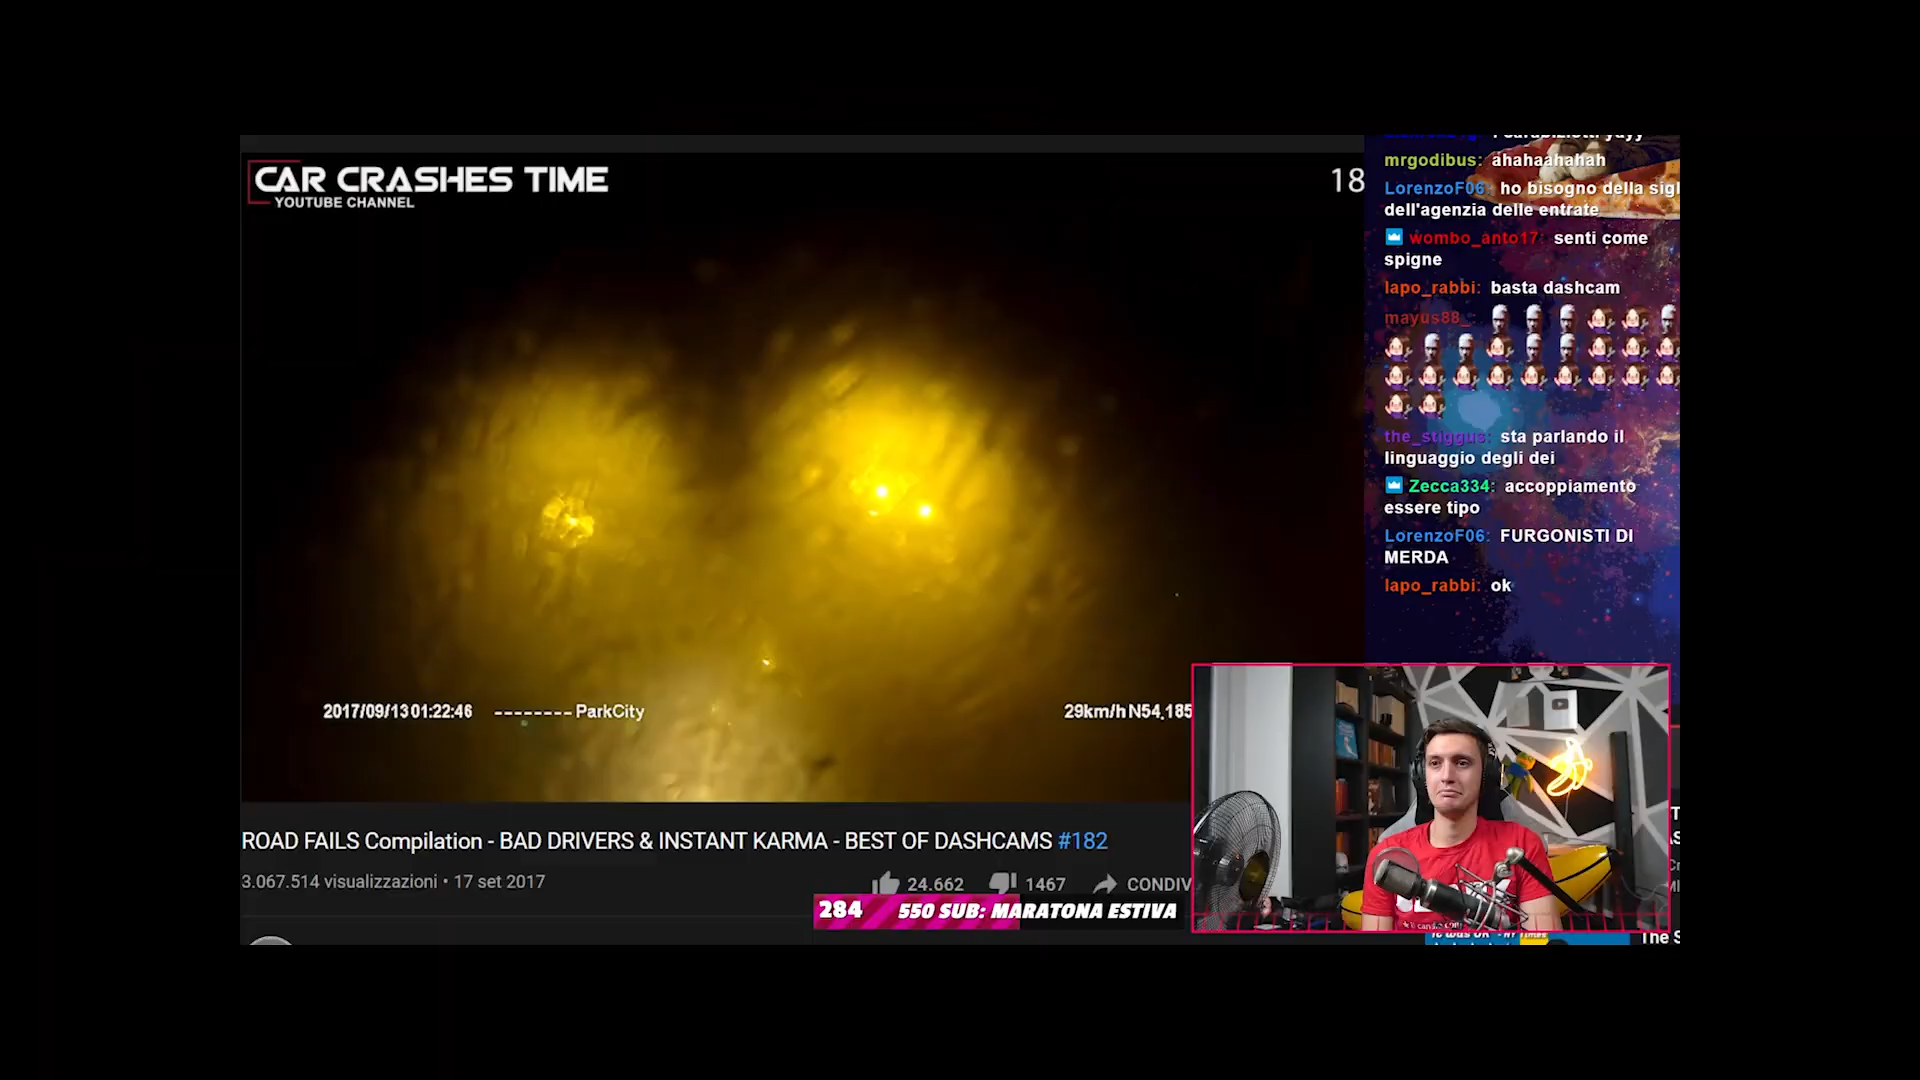 CAR CRASHES TIME
YOUTUBE CHANNEL
18
2017/09/13 01:22:46 -------- ParkCity
29km/h N54.185
ROAD FAILS Compilation - BAD DRIVERS & INSTANT KARMA - BEST OF DASHCAMS #182
3.067.514 visualizzazioni • 17 set 2017
24.662
1467
CONDIV
284
550 SUB: MARATONA ESTIVA
mrgodibus: ahahaahahah
LorenzoF06: ho bisogno della sigl
dell'agenzia delle entrate
wombo_anto17: senti come
spigne
lapo_rabbi: basta dashcam
mayus88_:
the_stiggus: sta parlando il
linguaggio degli dei
Zecca334: accoppiamento
essere tipo
LorenzoF06: FURGONISTI DI
MERDA
lapo_rabbi: ok
The S